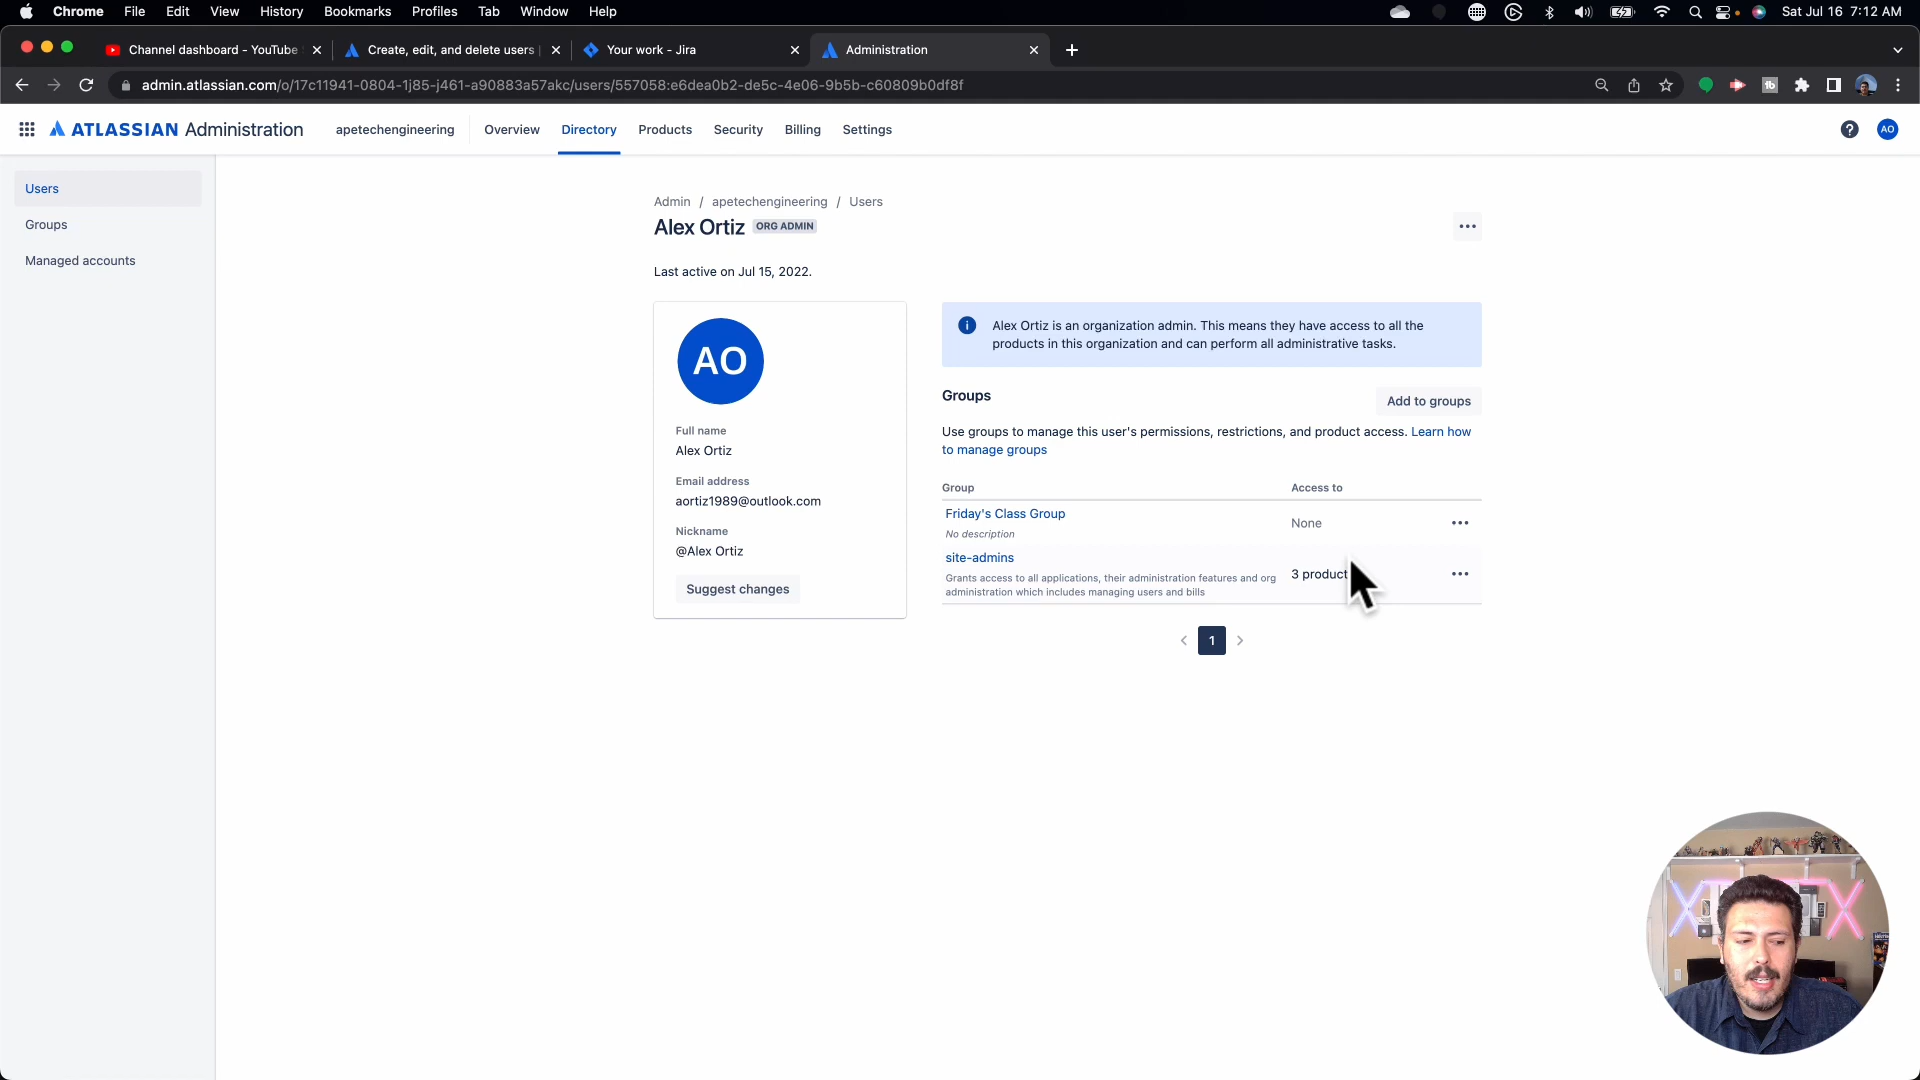 Chrome File Edit View History Bookmarks Profiles Tab Window Help Sat Jul 16 7:12 AM
Channel dashboard - YouTube Create, edit, and delete users | Your work - Jira Administration
admin.atlassian.com/o/17c11941-0804-1j85-j461-a90883a57akc/users/557058:e6dea0b2-de5c-4e06-9b5b-c60809b0df8f
ATLASSIAN Administration apetechengineering Overview Directory Products Security Billing Settings ? AO
Users
Groups
Managed accounts
Admin / apetechengineering / Users
Alex Ortiz ORG ADMIN
Last active on Jul 15, 2022.
AO
Full name
Alex Ortiz
Email address
aortiz1989@outlook.com
Nickname
@Alex Ortiz
Suggest changes
Alex Ortiz is an organization admin. This means they have access to all the
products in this organization and can perform all administrative tasks.
Groups
Add to groups
Use groups to manage this user's permissions, restrictions, and product access. Learn how
to manage groups
Group Access to
Friday's Class Group
No description
None
site-admins
Grants access to all applications, their administration features and org
administration which includes managing users and bills
3 product
1